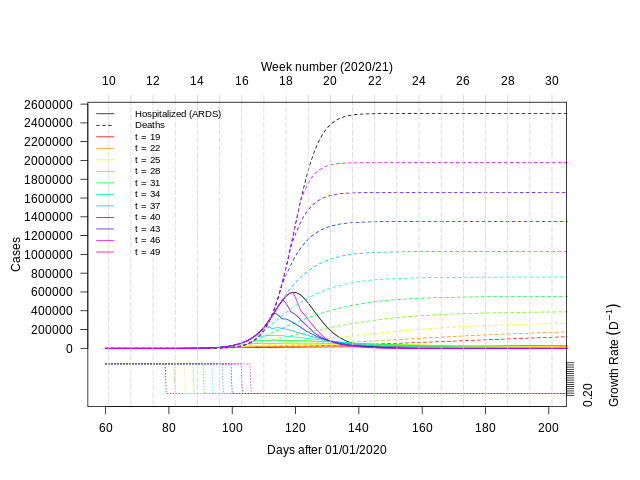 Week number (2020/21)
10 12 14 16 18 20 22 24 26 28 30
2600000
2400000
2200000
2000000
1800000
1600000
1400000
1200000
1000000
800000
600000
400000
200000
0
Cases
Hospitalized (ARDS)
Deaths
t = 19
t = 22
t = 25
t = 28
t = 31
t = 34
t = 37
t = 40
t = 43
t = 46
t = 49
0.20
Growth Rate (D⁻¹)
60 80 100 120 140 160 180 200
Days after 01/01/2020